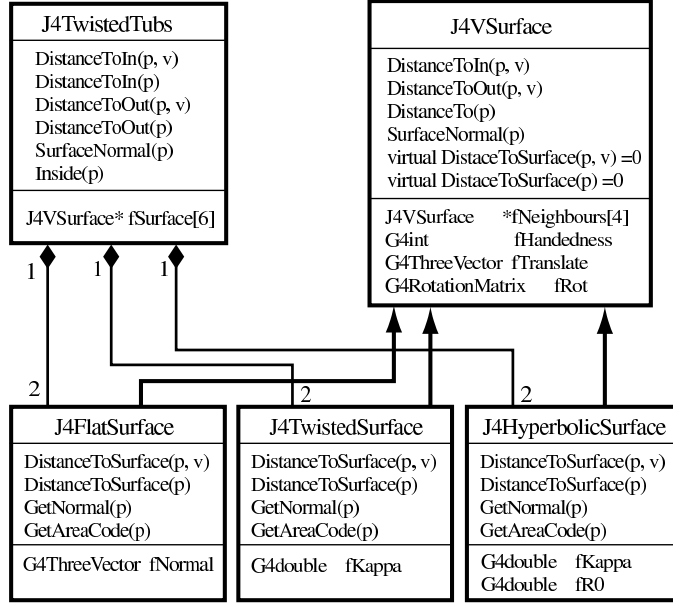 J4TwistedTubs
DistanceToIn(p, v)
DistanceToIn(p)
DistanceToOut(p, v)
DistanceToOut(p)
SurfaceNormal(p)
Inside(p)
J4VSurface* fSurface[6]
J4VSurface
DistanceToIn(p, v)
DistanceToOut(p, v)
DistanceTo(p)
SurfaceNormal(p)
virtual DistaceToSurface(p, v) =0
virtual DistaceToSurface(p) =0
J4VSurface *fNeighbours[4]
G4int fHandedness
G4ThreeVector fTranslate
G4RotationMatrix fRot
1
1
1
2
2
2
J4FlatSurface
DistanceToSurface(p, v)
DistanceToSurface(p)
GetNormal(p)
GetAreaCode(p)
G4ThreeVector fNormal
J4TwistedSurface
DistanceToSurface(p, v)
DistanceToSurface(p)
GetNormal(p)
GetAreaCode(p)
G4double fKappa
J4HyperbolicSurface
DistanceToSurface(p, v)
DistanceToSurface(p)
GetNormal(p)
GetAreaCode(p)
G4double fKappa
G4double fR0